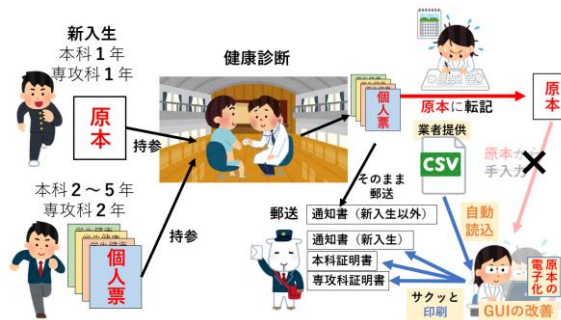 新入生
本科1年
専攻科1年
原本
持参
本科2～5年
専攻科2年
個人票
持参
健康診断
個人票
原本に転記
原本
業者提供
CSV
原本から
手入力
そのまま
郵送
郵送
通知書（新入生以外）
通知書（新入生）
本科証明書
専攻科証明書
自動
読込
サクッと
印刷
原本の
電子化
GUIの改善